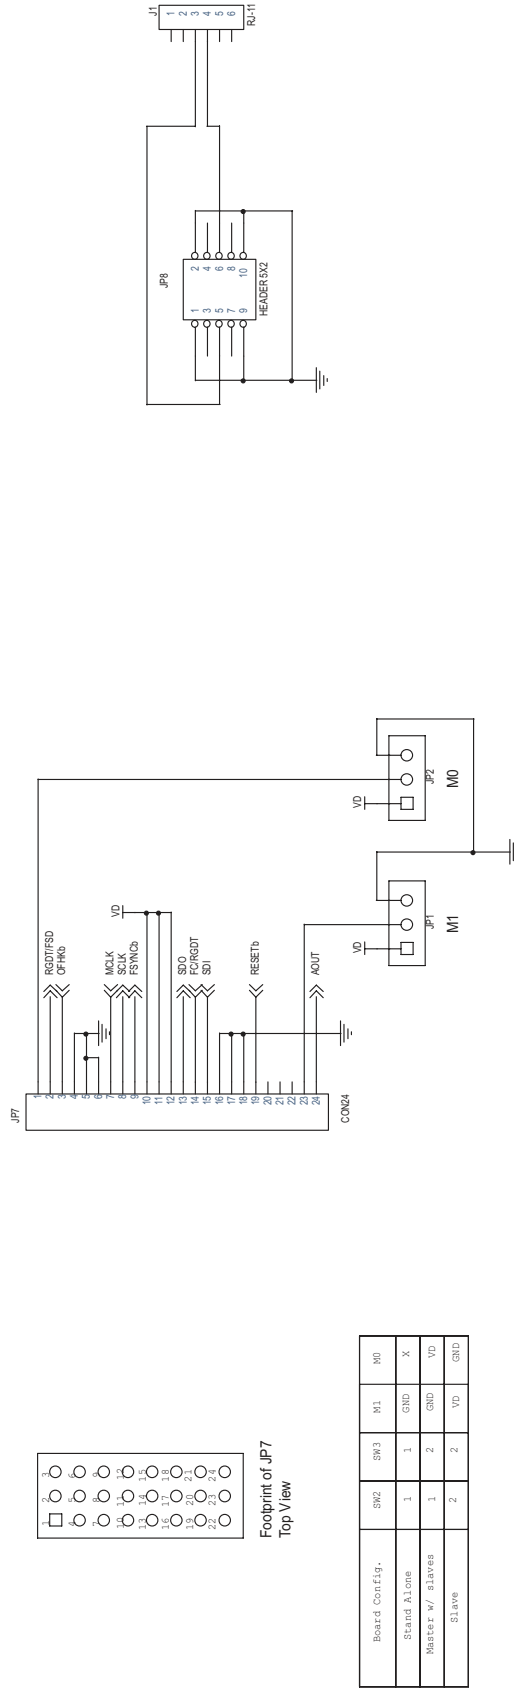 J1
1
2
3
4
5
6
RJ-11
JP8
1
3
5
7
9
2
4
6
8
10
HEADER 5X2
JP7
1
2
3
4
5
6
7
8
9
10
11
12
13
14
15
16
17
18
19
20
21
22
23
24
CON24
RGDT/FSD
OFHKb
MCLK
SCLK
FSYNCb
VD
SDO
FC/RGDT
SDI
RESETb
AOUT
VD
JP1
M1
VD
JP2
M0
1 2 3
4 5 6
7 8 9
10 11 12
13 14 15
16 17 18
19 20 21
22 23 24
Footprint of JP7
Top View
Board Config. SW2 SW3 M1 M0
Stand Alone 1 1 GND X
Master w/ slaves 1 2 GND VD
Slave 2 2 VD GND